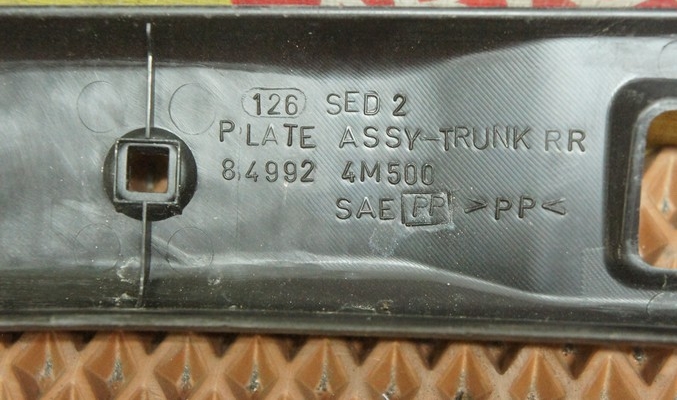 126 SED 2
PLATE ASSY-TRUNK RR
84992 4M500
SAE PP >PP<